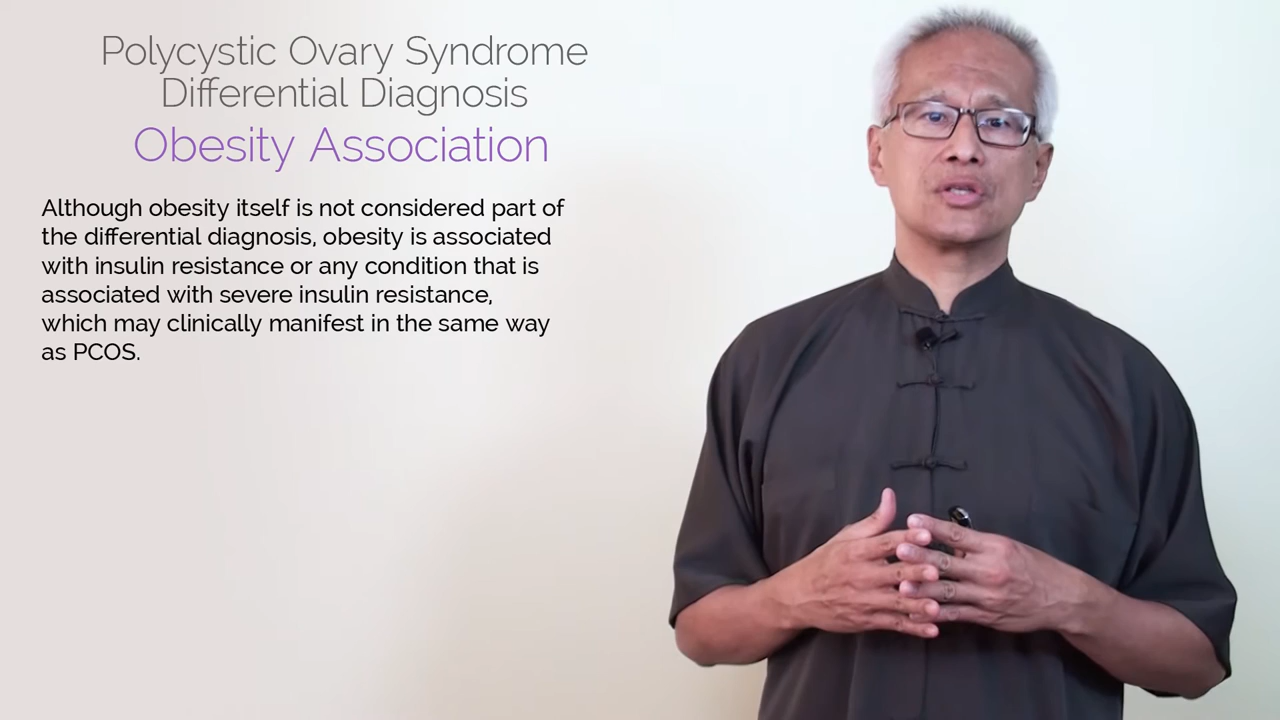 Polycystic Ovary Syndrome
Differential Diagnosis
Obesity Association
Although obesity itself is not considered part of
the differential diagnosis, obesity is associated
with insulin resistance or any condition that is
associated with severe insulin resistance,
which may clinically manifest in the same way
as PCOS.